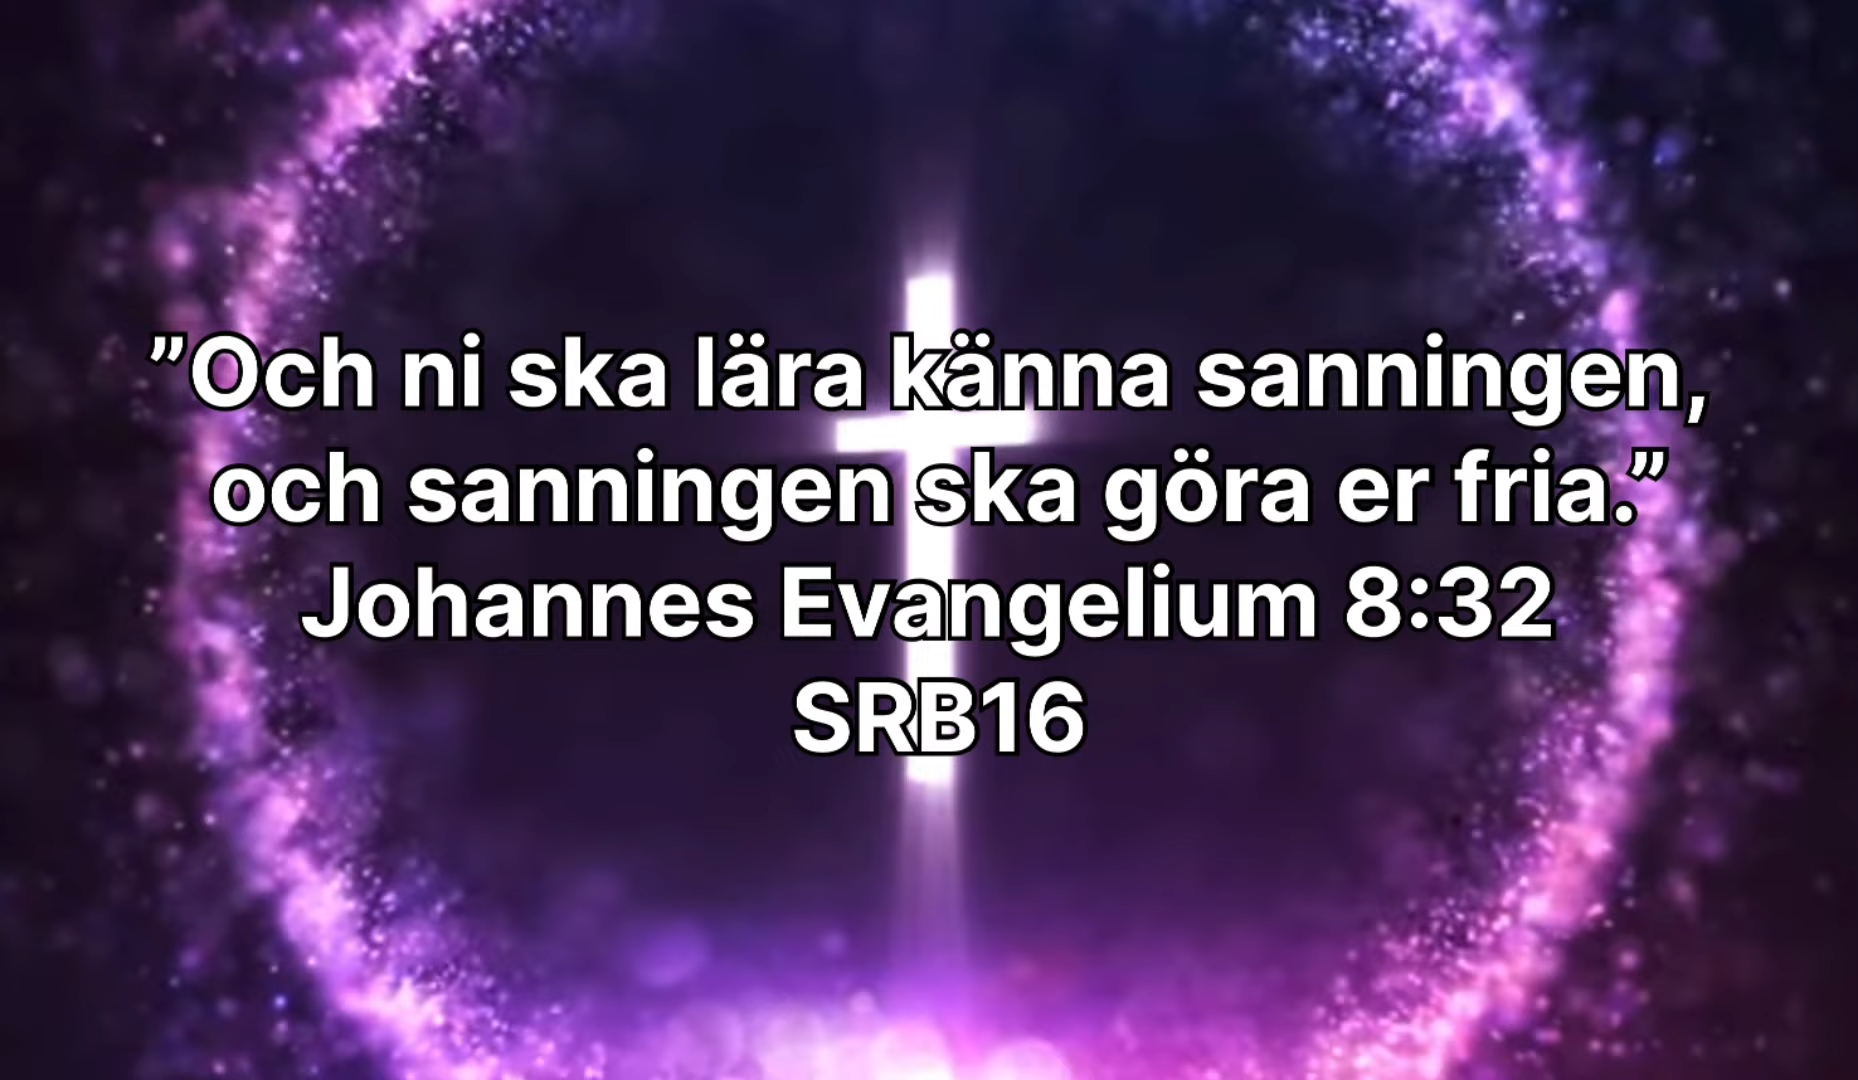 ”Och ni ska lära känna sanningen,
och sanningen ska göra er fria.”
Johannes Evangelium 8:32
SRB16